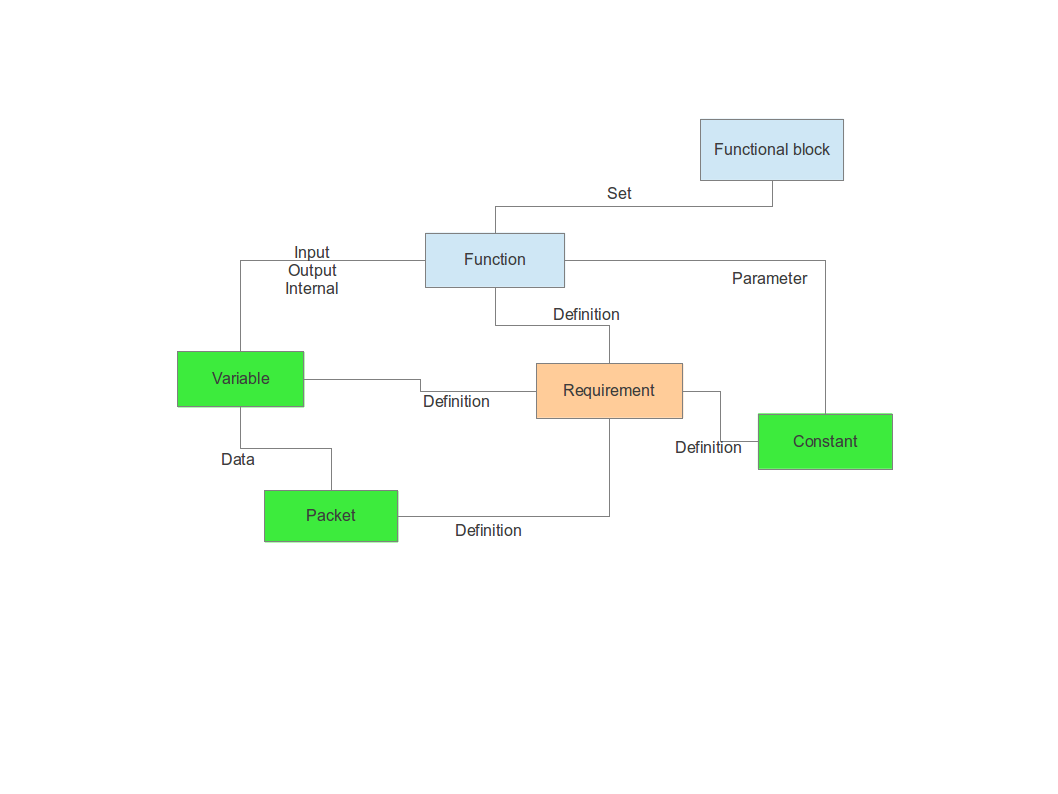 Functional block
Set
Function
Input
Output
Internal
Parameter
Definition
Variable
Requirement
Definition
Constant
Definition
Data
Packet
Definition